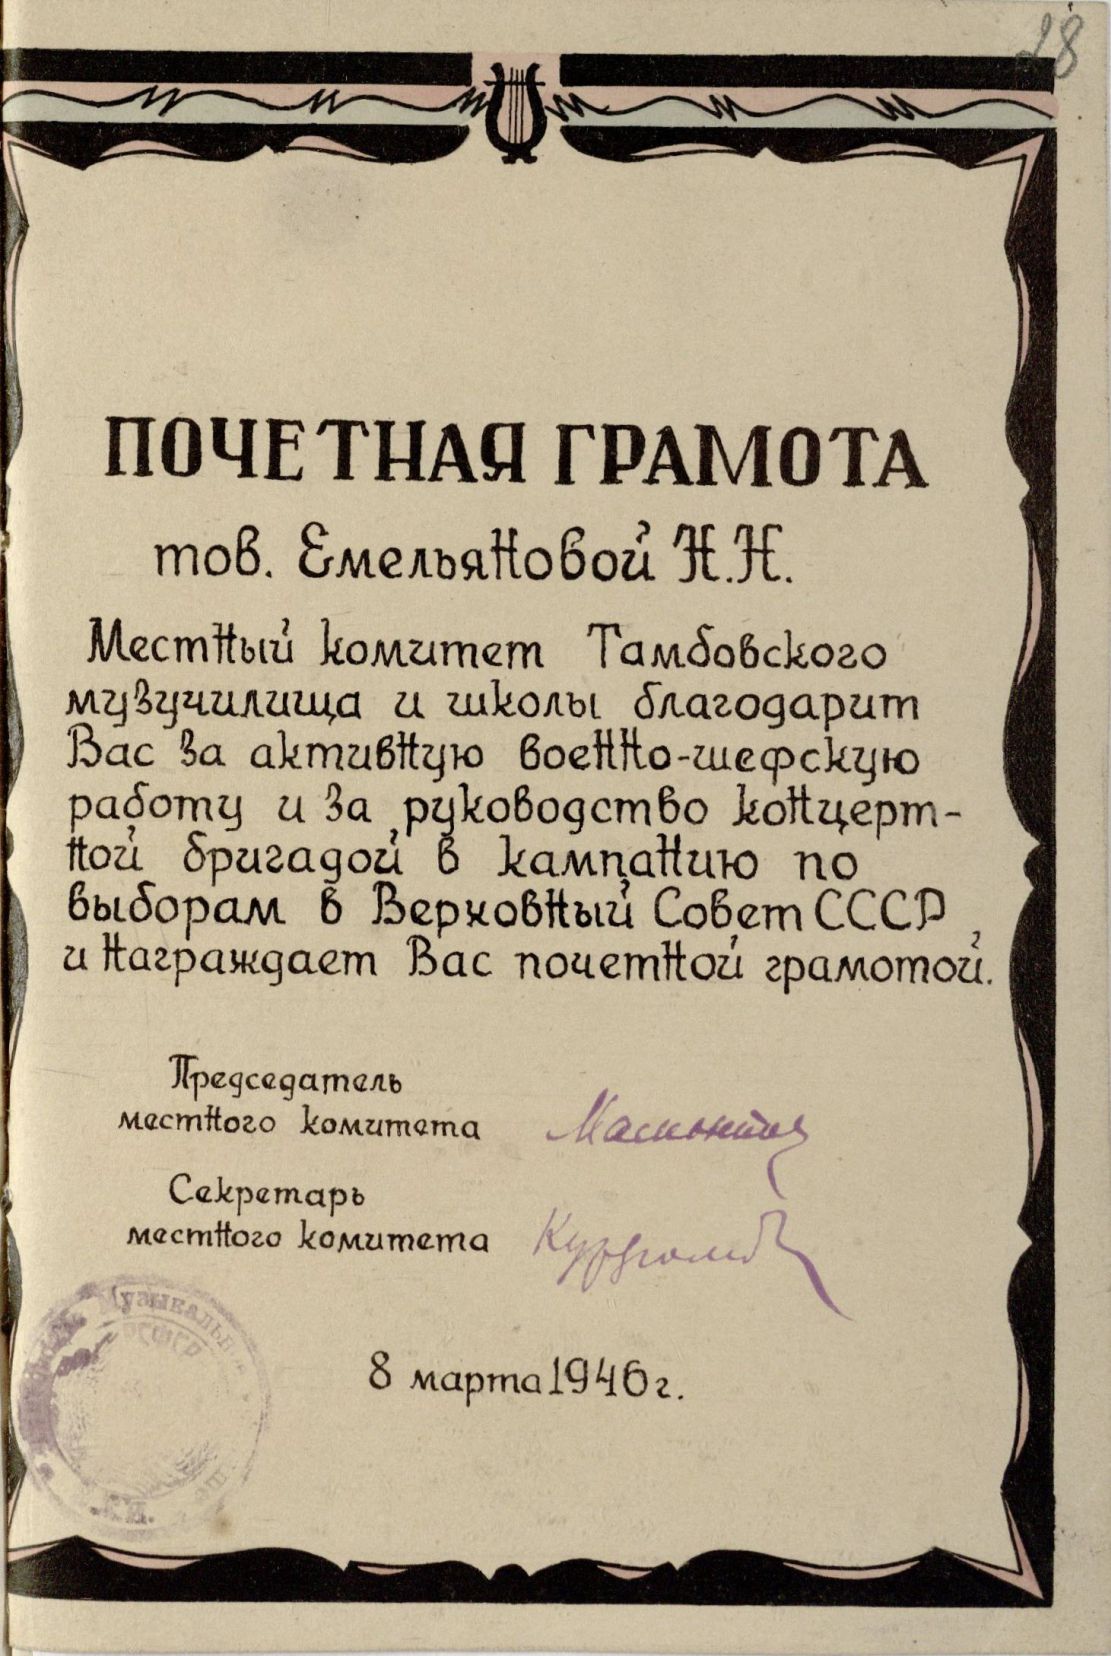 28
ПОЧЕТНАЯ ГРАМОТА
тов. Емельяновой Н.Н.
Местный комитет Тамбовского
музучилища и школы благодарит
Вас за активную военно-шефскую
работу и за руководство концерт-
ной бригадой в кампанию по
выборам в Верховный Совет СССР,
и награждает Вас почетной грамотой.
Председатель
местного комитета
Секретарь
местного комитета
Музыкальн
РСФСР
8 марта 1946 г.